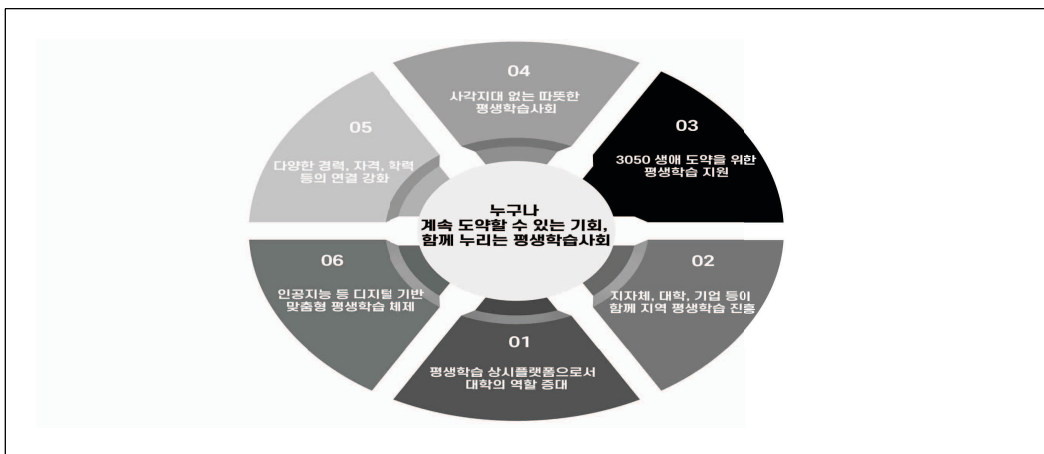 04
사각지대 없는 따뜻한
평생학습사회
05
다양한 경력, 자격, 학력
등의 연결 강화
03
3050 생애 도약을 위한
평생학습 지원
누구나
계속 도약할 수 있는 기회,
함께 누리는 평생학습사회
06
인공지능 등 디지털 기반
맞춤형 평생학습 체제
02
지자체, 대학, 기업 등이
함께 지역 평생학습 진흥
01
평생학습 상시플랫폼으로서
대학의 역할 증대